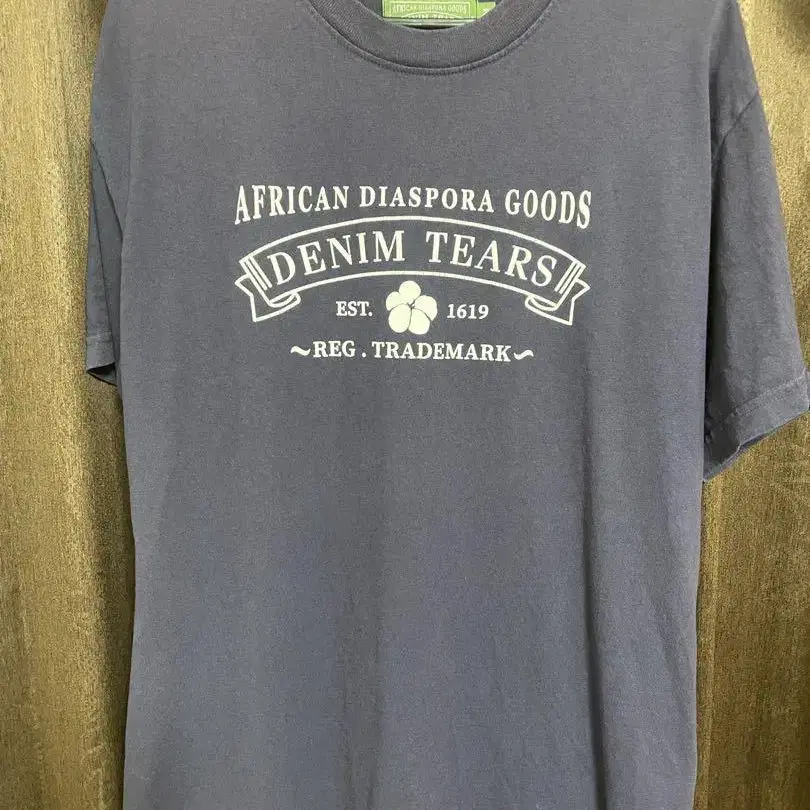 AFRICAN DIASPORA GOODS
AFRICAN DIASPORA GOODS
DENIM TEARS
EST. 1619
~REG. TRADEMARK~